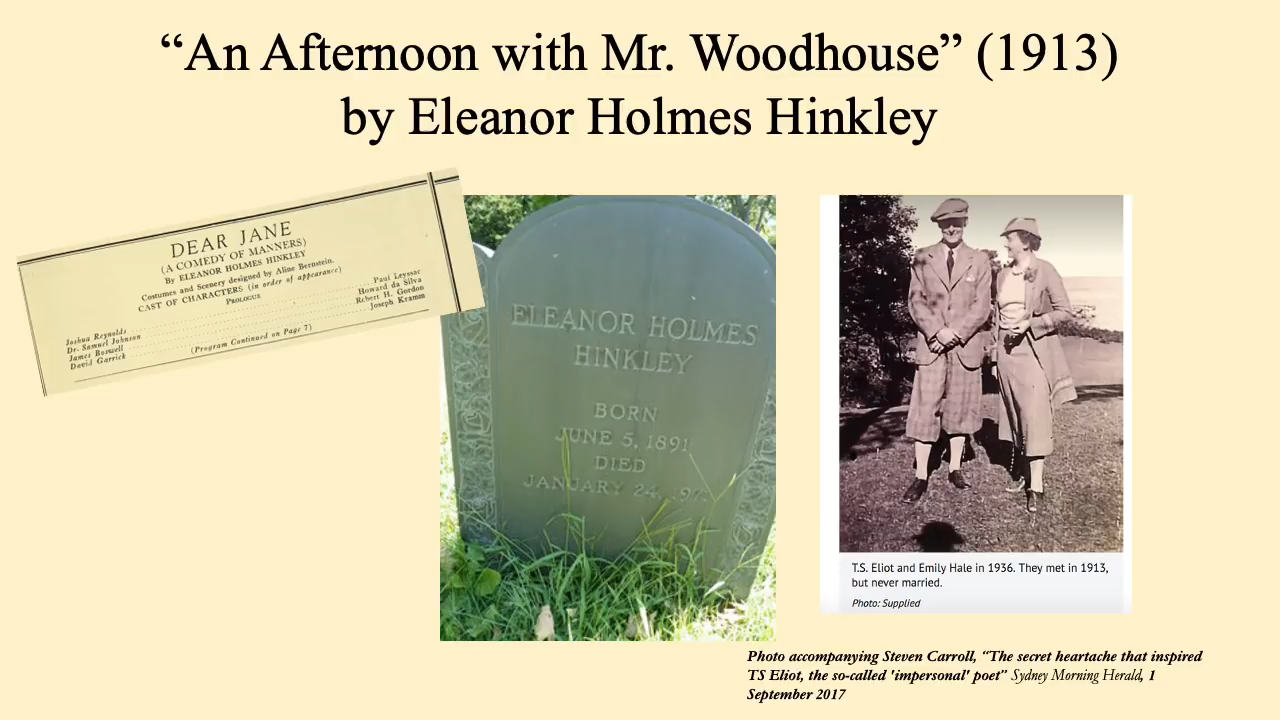 “An Afternoon with Mr. Woodhouse” (1913)
by Eleanor Holmes Hinkley
DEAR JANE
(A COMEDY OF MANNERS)
By ELEANOR HOLMES HINKLEY
Costumes and Scenery designed by Aline Bernstein.
CAST OF CHARACTERS (in order of appearance)
PROLOGUE
Joshua Reynolds Paul Leyssac
Dr. Samuel Johnson Howard da Silva
James Boswell Robert H. Gordon
David Garrick Joseph Kramm
(Program Continued on Page 7)
ELEANOR HOLMES
HINKLEY
BORN
JUNE 5, 1891
DIED
JANUARY 24,
T.S. Eliot and Emily Hale in 1936. They met in 1913,
but never married.
Photo: Supplied
Photo accompanying Steven Carroll, “The secret heartache that inspired
TS Eliot, the so-called 'impersonal' poet” Sydney Morning Herald, 1
September 2017